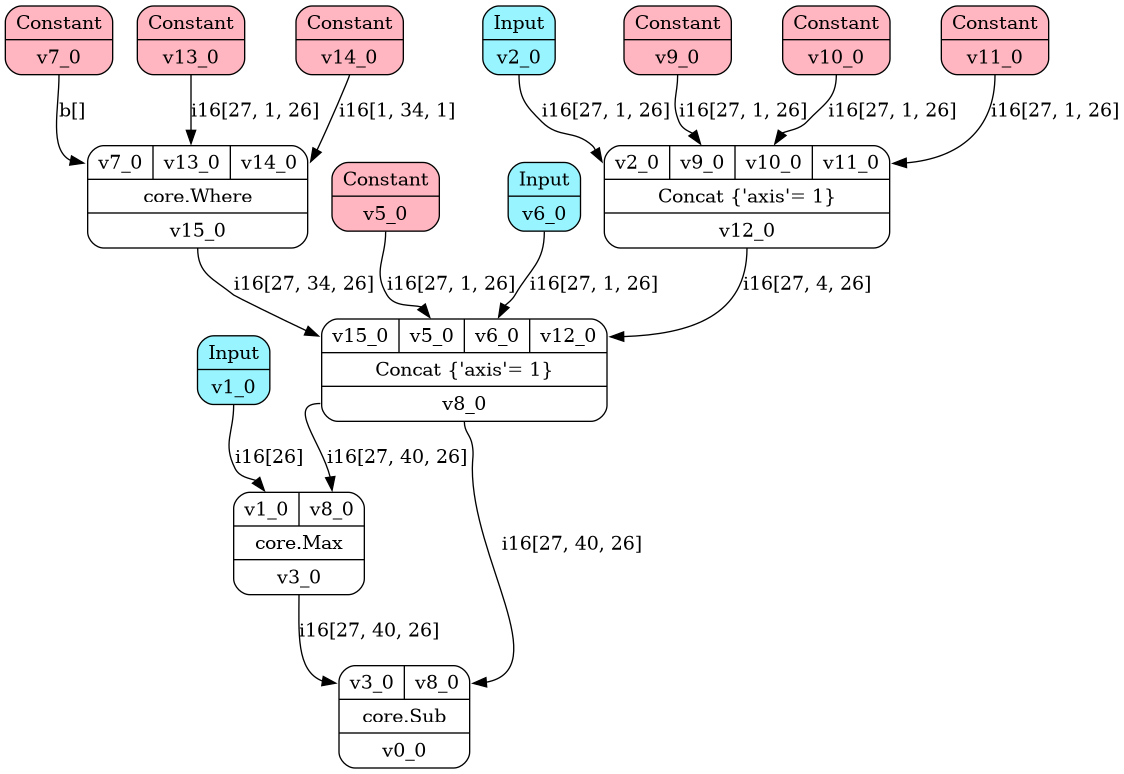 Constant
v7_0
Constant
v13_0
Constant
v14_0
Input
v2_0
Constant
v9_0
Constant
v10_0
Constant
v11_0
b[]
i16[27, 1, 26]
i16[1, 34, 1]
i16[27, 1, 26]
i16[27, 1, 26]
i16[27, 1, 26]
i16[27, 1, 26]
v7_0 v13_0 v14_0
core.Where
v15_0
Constant
v5_0
Input
v6_0
v2_0 v9_0 v10_0 v11_0
Concat {'axis'= 1}
v12_0
i16[27, 34, 26]
i16[27, 1, 26]
i16[27, 1, 26]
i16[27, 4, 26]
Input
v1_0
v15_0 v5_0 v6_0 v12_0
Concat {'axis'= 1}
v8_0
i16[26]
i16[27, 40, 26]
v1_0 v8_0
core.Max
v3_0
i16[27, 40, 26]
i16[27, 40, 26]
v3_0 v8_0
core.Sub
v0_0